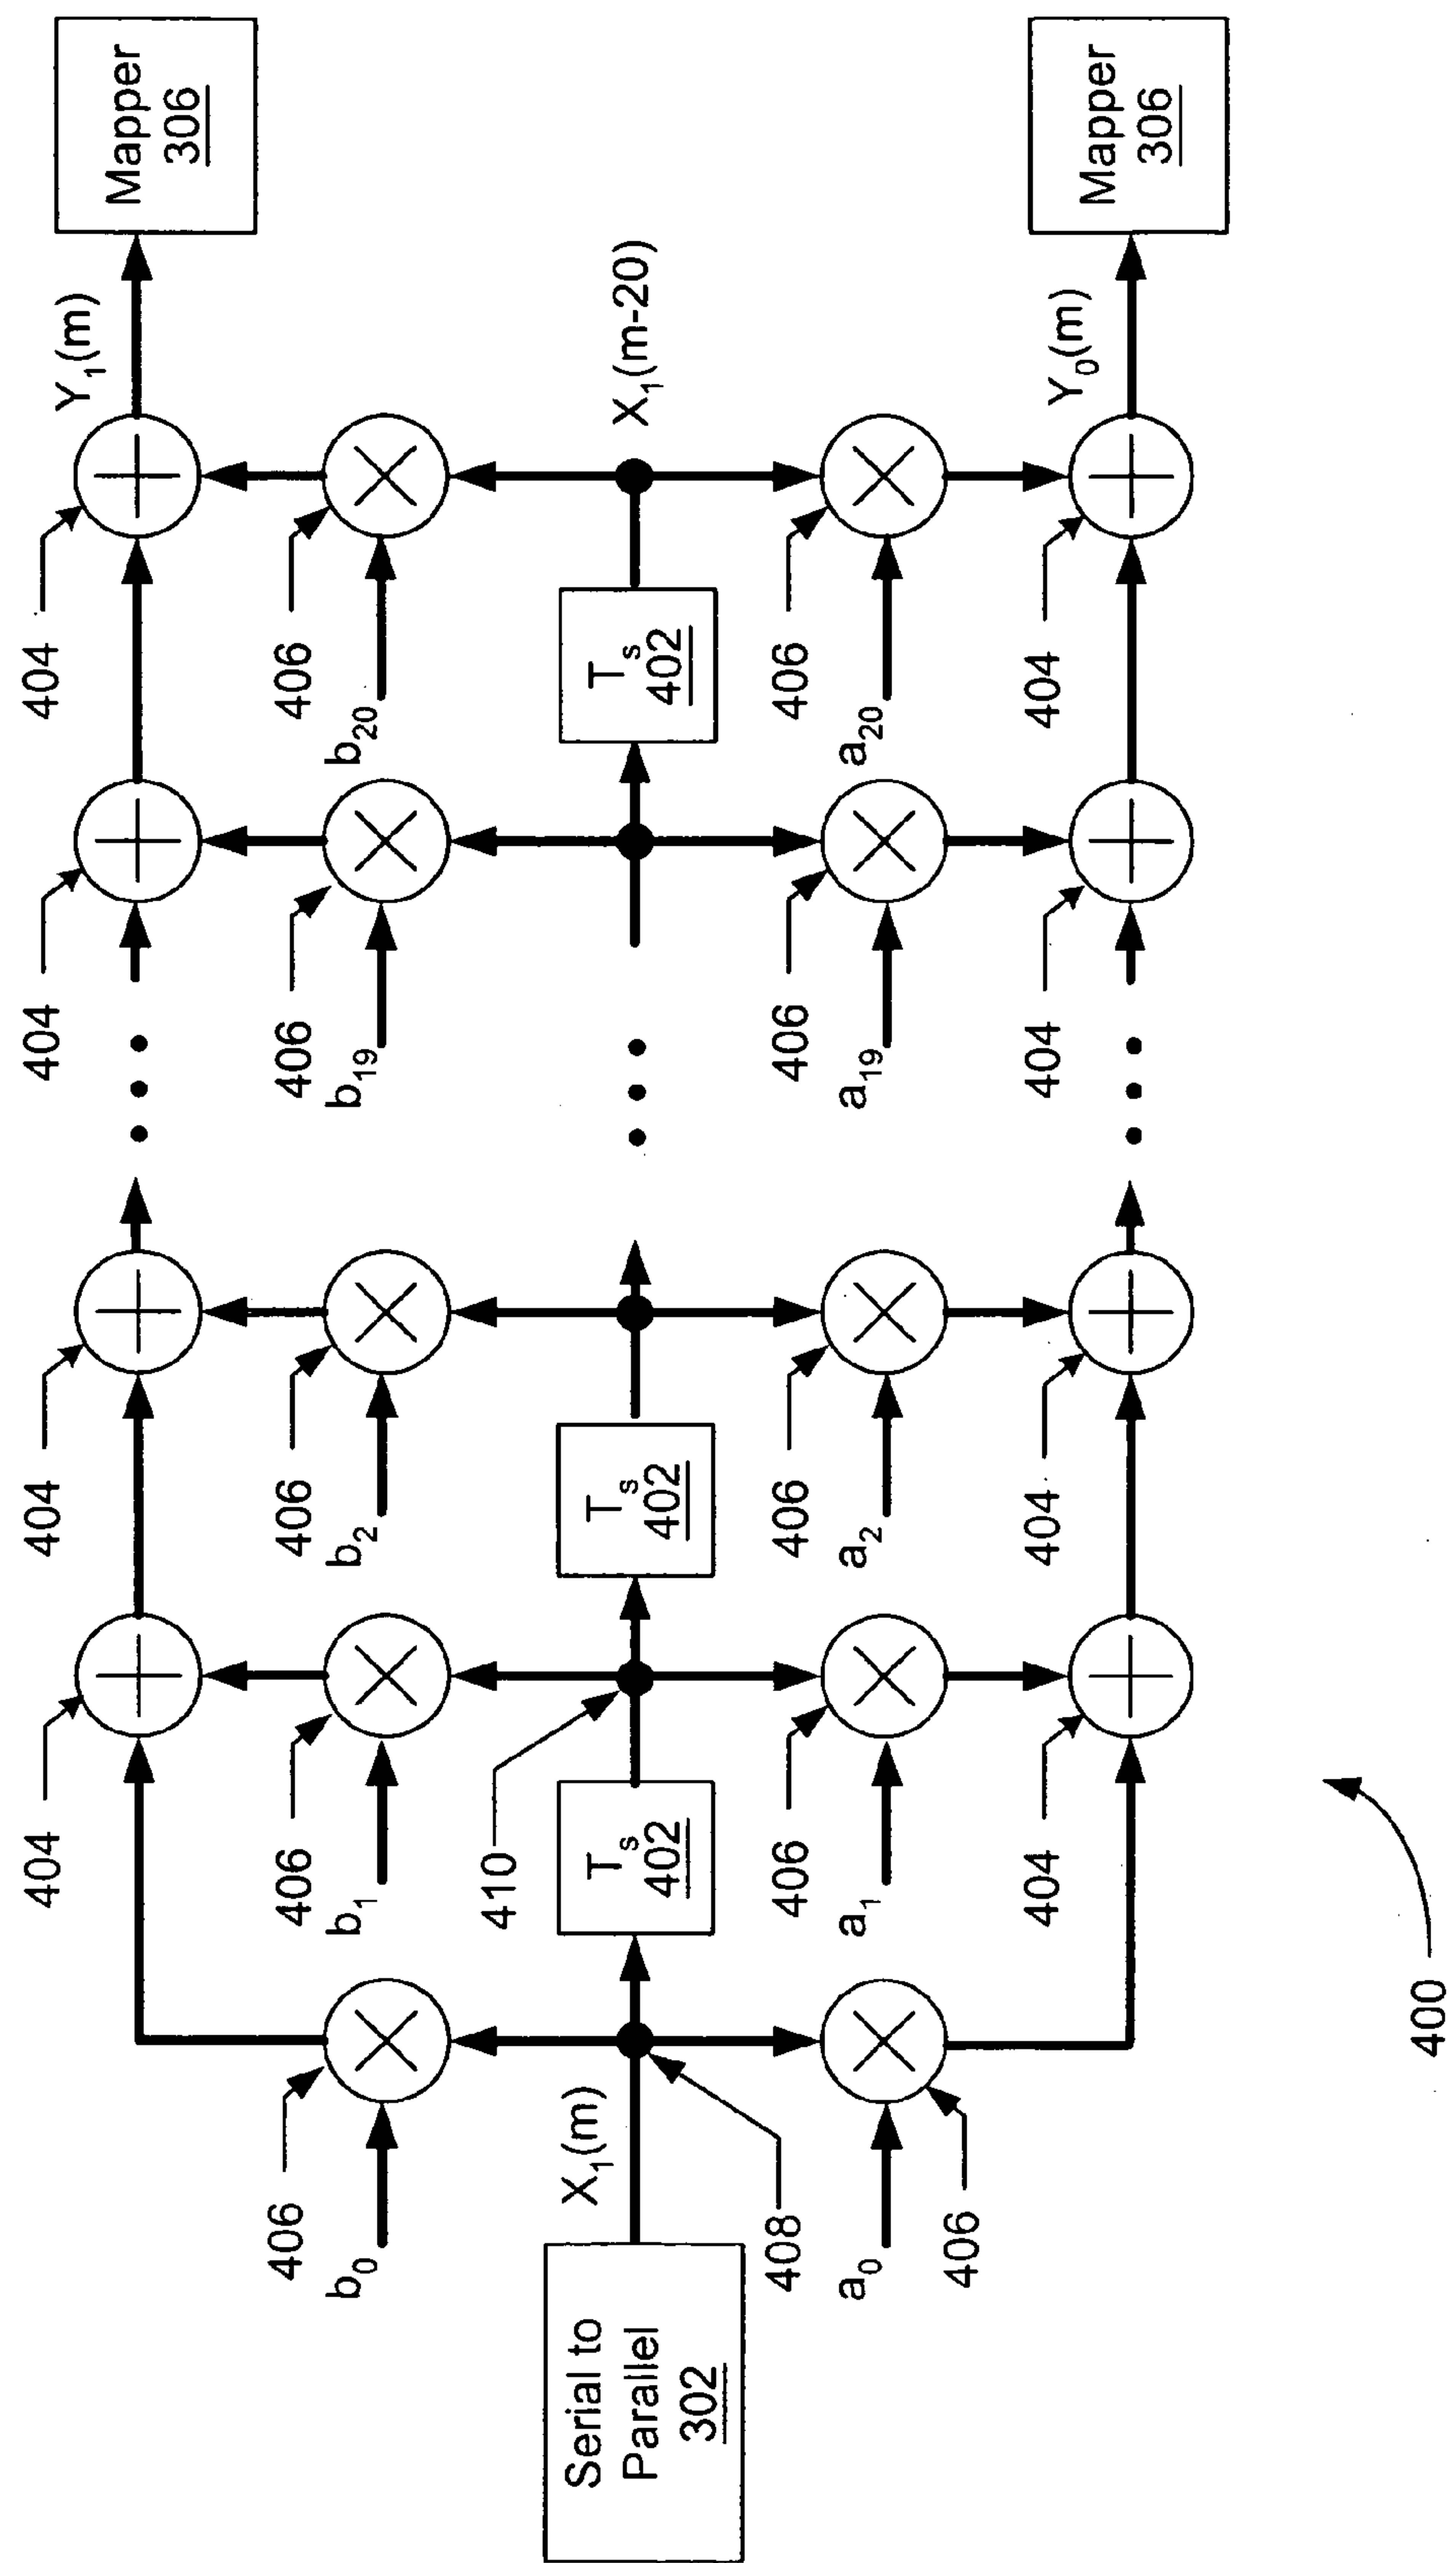 404
404
404
404
Y₁(m)
Mapper
306
406
406
406
406
406
b₀
b₁
b₂
b₁₉
b₂₀
410
X₁(m)
X₁(m-20)
Serial to
Parallel
302
Tₛ
402
Tₛ
402
Tₛ
402
408
406
406
406
406
a₀
a₁
a₂
a₁₉
a₂₀
406
404
404
404
404
Y₀(m)
Mapper
306
400